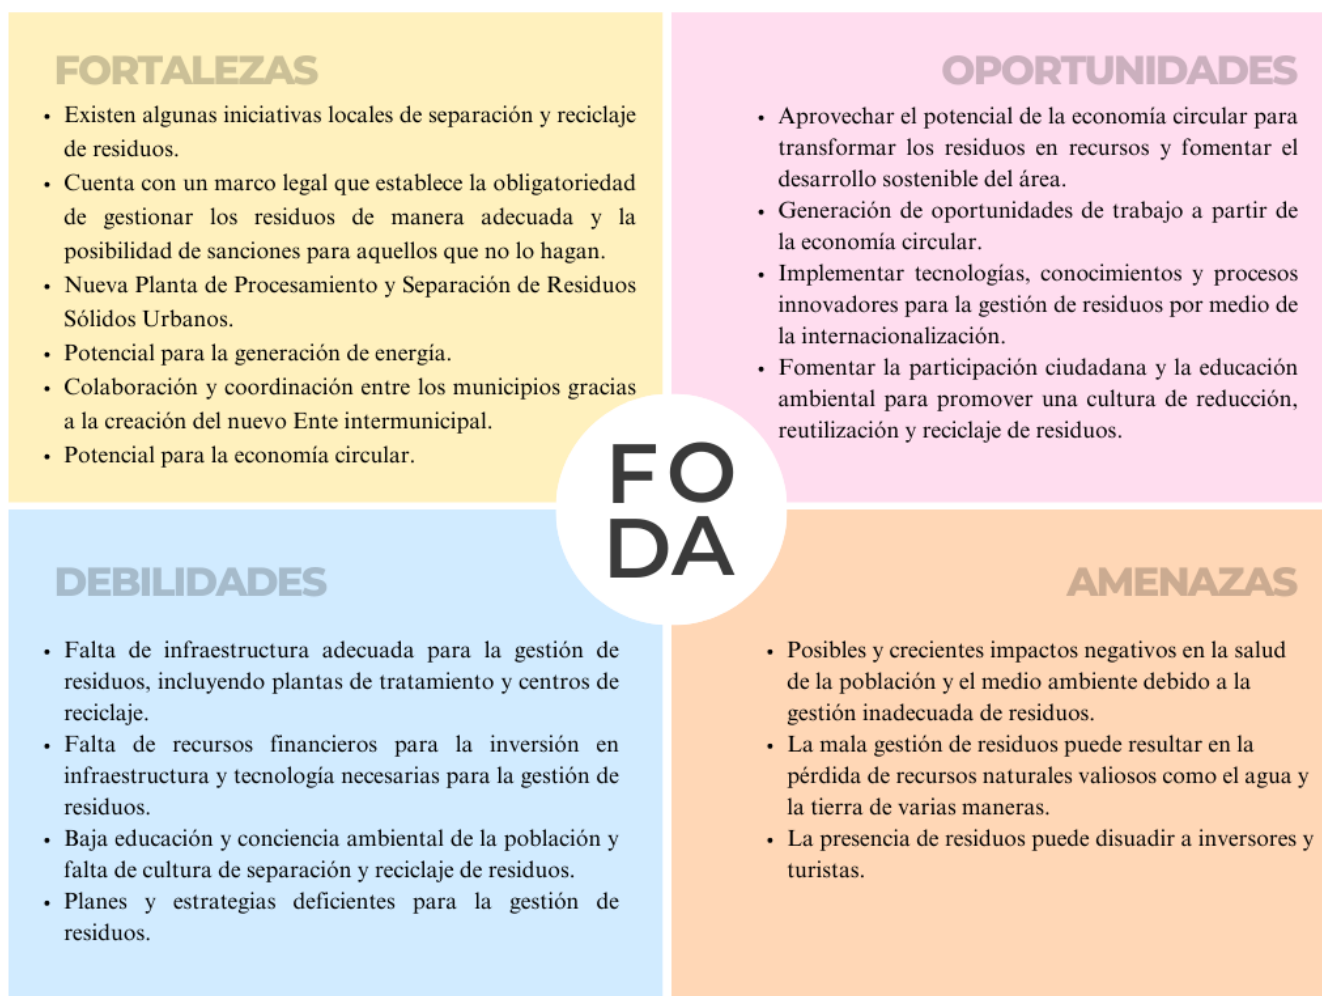 FORTALEZAS
• Existen algunas iniciativas locales de separación y reciclaje
de residuos.
• Cuenta con un marco legal que establece la obligatoriedad
de gestionar los residuos de manera adecuada y la
posibilidad de sanciones para aquellos que no lo hagan.
• Nueva Planta de Procesamiento y Separación de Residuos
Sólidos Urbanos.
• Potencial para la generación de energía.
• Colaboración y coordinación entre los municipios gracias
a la creación del nuevo Ente intermunicipal.
• Potencial para la economía circular.
OPORTUNIDADES
• Aprovechar el potencial de la economía circular para
transformar los residuos en recursos y fomentar el
desarrollo sostenible del área.
• Generación de oportunidades de trabajo a partir de
la economía circular.
• Implementar tecnologías, conocimientos y procesos
innovadores para la gestión de residuos por medio de
la internacionalización.
• Fomentar la participación ciudadana y la educación
ambiental para promover una cultura de reducción,
reutilización y reciclaje de residuos.
FO
DA
DEBILIDADES
• Falta de infraestructura adecuada para la gestión de
residuos, incluyendo plantas de tratamiento y centros de
reciclaje.
• Falta de recursos financieros para la inversión en
infraestructura y tecnología necesarias para la gestión de
residuos.
• Baja educación y conciencia ambiental de la población y
falta de cultura de separación y reciclaje de residuos.
• Planes y estrategias deficientes para la gestión de
residuos.
AMENAZAS
• Posibles y crecientes impactos negativos en la salud
de la población y el medio ambiente debido a la
gestión inadecuada de residuos.
• La mala gestión de residuos puede resultar en la
pérdida de recursos naturales valiosos como el agua y
la tierra de varias maneras.
• La presencia de residuos puede disuadir a inversores y
turistas.